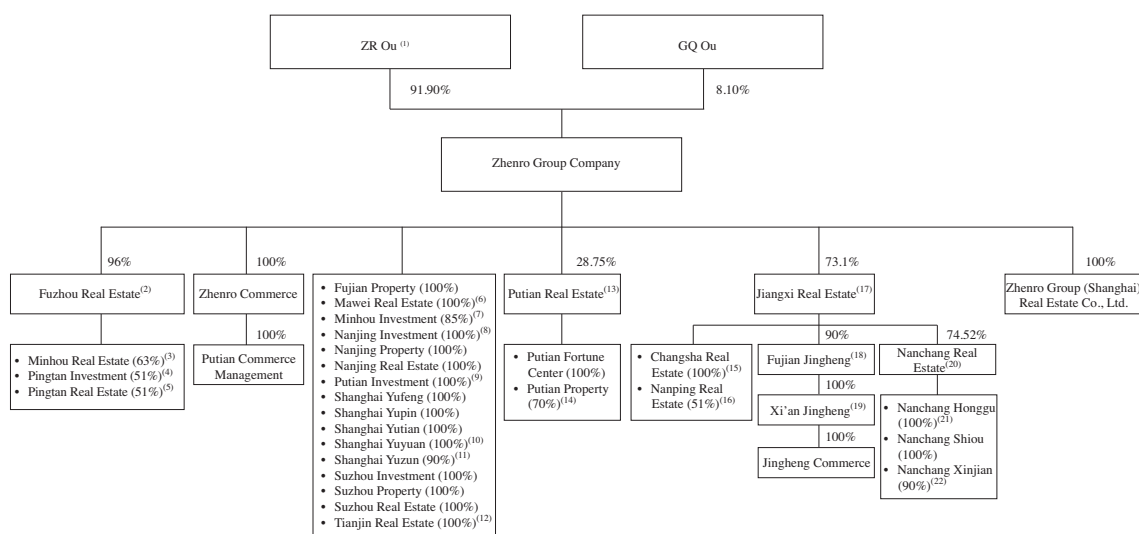 ZR Ou (1)
GQ Ou
91.90%
8.10%
Zhenro Group Company
96%
100%
28.75%
73.1%
100%
Fuzhou Real Estate(2)
Zhenro Commerce
Putian Real Estate(13)
Jiangxi Real Estate(17)
Zhenro Group (Shanghai)
Real Estate Co., Ltd.
• Minhou Real Estate (63%)(3)
• Pingtan Investment (51%)(4)
• Pingtan Real Estate (51%)(5)
100%
Putian Commerce
Management
• Fujian Property (100%)
• Mawei Real Estate (100%)(6)
• Minhou Investment (85%)(7)
• Nanjing Investment (100%)(8)
• Nanjing Property (100%)
• Nanjing Real Estate (100%)
• Putian Investment (100%)(9)
• Shanghai Yufeng (100%)
• Shanghai Yupin (100%)
• Shanghai Yutian (100%)
• Shanghai Yuyuan (100%)(10)
• Shanghai Yuzun (90%)(11)
• Suzhou Investment (100%)
• Suzhou Property (100%)
• Suzhou Real Estate (100%)
• Tianjin Real Estate (100%)(12)
• Putian Fortune
Center (100%)
• Putian Property
(70%)(14)
• Changsha Real
Estate (100%)(15)
• Nanping Real
Estate (51%)(16)
90%
Fujian Jingheng(18)
100%
Xi’an Jingheng(19)
100%
Jingheng Commerce
74.52%
Nanchang Real
Estate(20)
• Nanchang Honggu
(100%)(21)
• Nanchang Shiou
(100%)
• Nanchang Xinjian
(90%)(22)